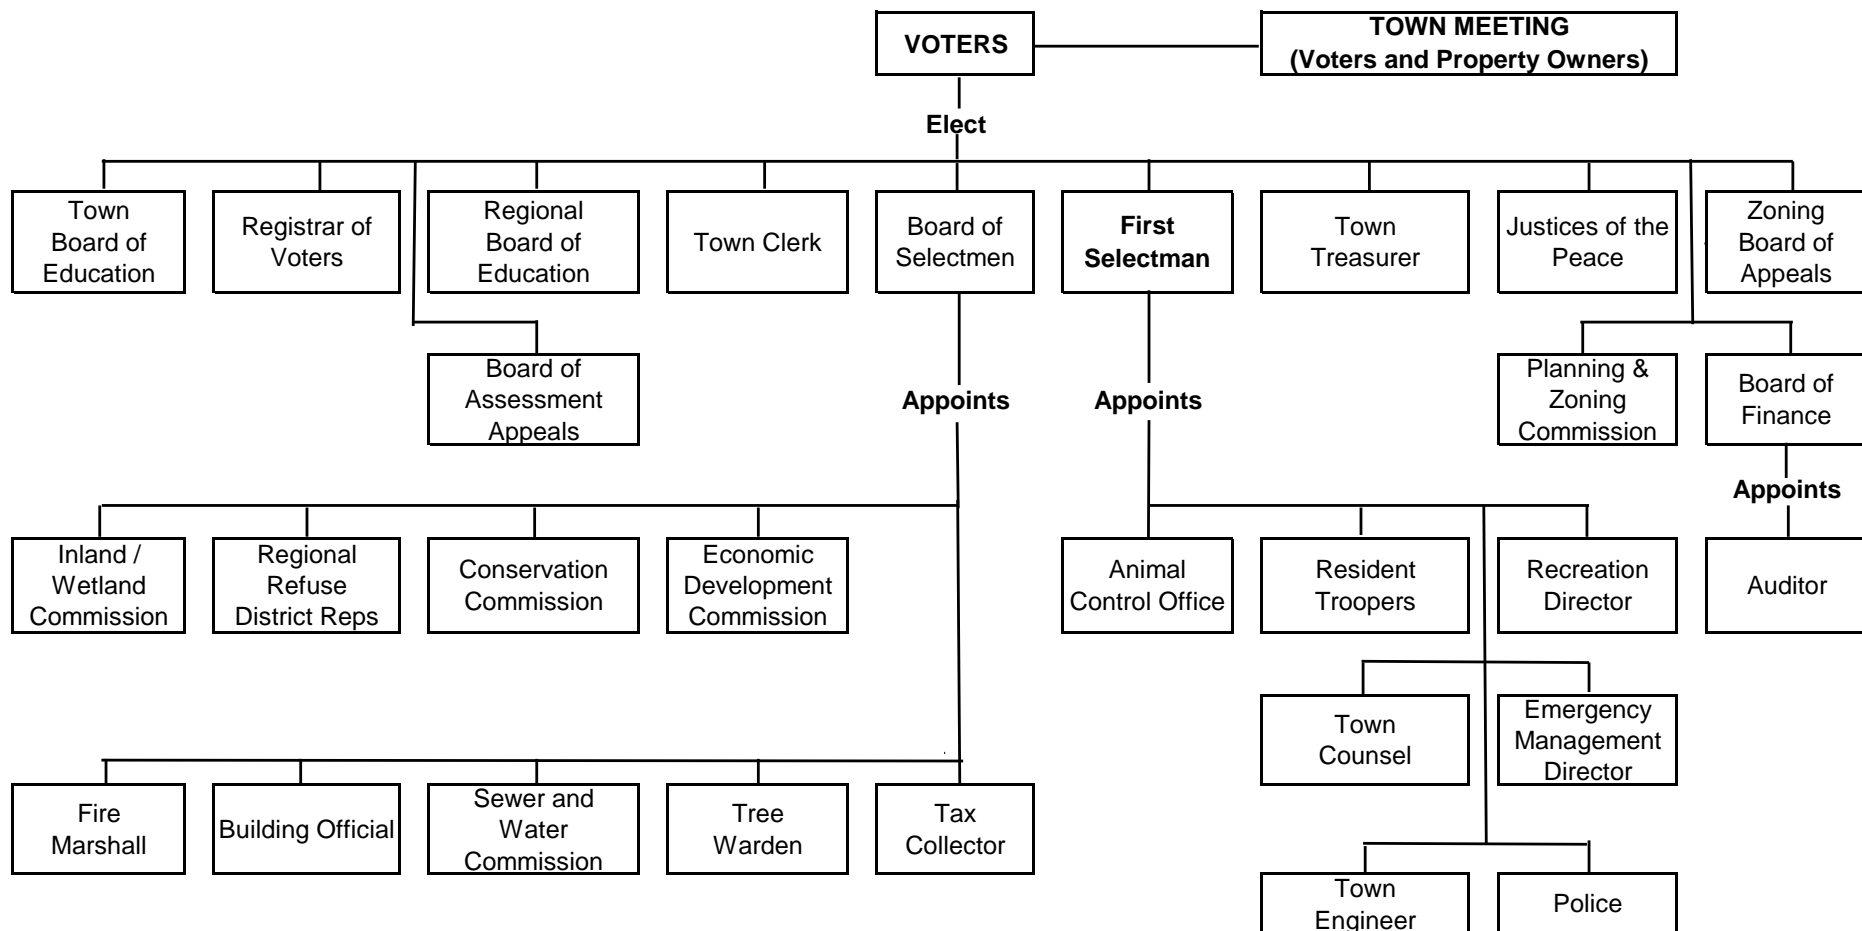 VOTERS
TOWN MEETING
(Voters and Property Owners)
Elect
Town
Board of
Education
Registrar of
Voters
Regional
Board of
Education
Town Clerk
Board of
Selectmen
First
Selectman
Town
Treasurer
Justices of the
Peace
Zoning
Board of
Appeals
Board of
Assessment
Appeals
Appoints
Appoints
Planning &
Zoning
Commission
Board of
Finance
Appoints
Inland /
Wetland
Commission
Regional
Refuse
District Reps
Conservation
Commission
Economic
Development
Commission
Animal
Control Office
Resident
Troopers
Recreation
Director
Auditor
Town
Counsel
Emergency
Management
Director
Fire
Marshall
Building Official
Sewer and
Water
Commission
Tree
Warden
Tax
Collector
Town
Engineer
Police